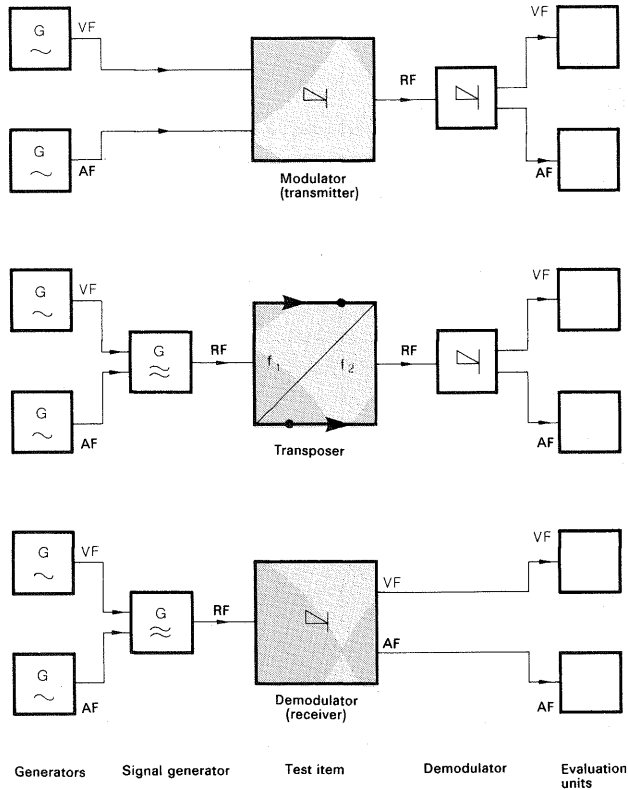 G VF
RF VF
G AF
AF
Modulator
(transmitter)
G VF
VF
G RF f1 f2 RF
G AF
AF
Transposer
G VF VF
VF
G RF
AF
G AF
AF
Demodulator
(receiver)
Generators Signal generator Test item Demodulator Evaluation
units